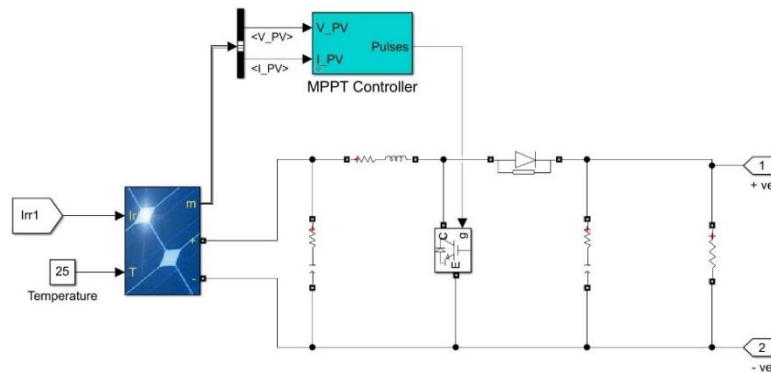 <V_PV>
<I_PV>
V_PV
I_PV
Pulses
MPPT Controller
Irr1
25
Temperature
Ir
T
m
+
-
C
g
E
1
+ ve
2
- ve